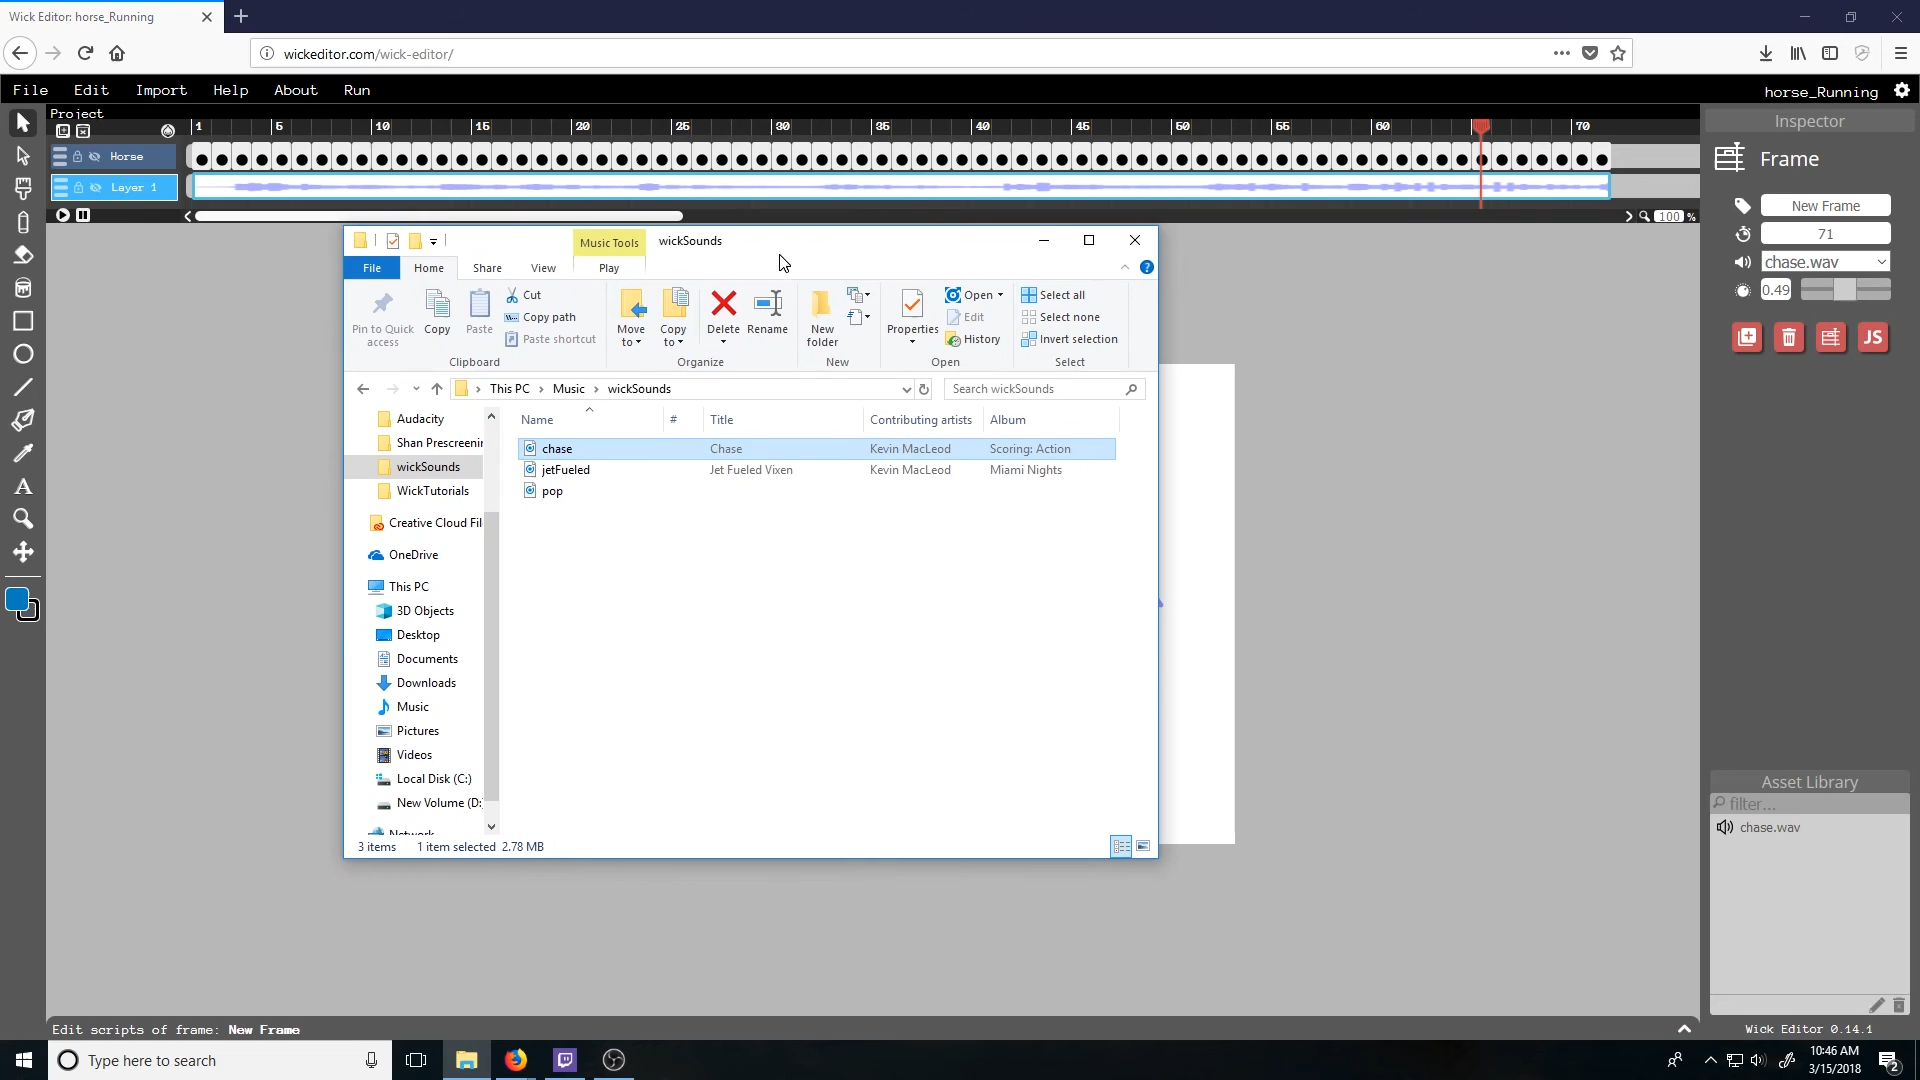 Wick Editor: horse_Running
wickeditor.com/wick-editor/
File Edit Import Help About Run
horse_Running
Project
1 5 10 15 20 25 30 35 40 45 50 55 60 70
Horse
Layer 1
100 %
Inspector
Frame
New Frame
71
chase.wav
0.49
JS
Music Tools wickSounds
File Home Share View Play
Pin to Quick access
Copy
Paste
Cut
Copy path
Paste shortcut
Clipboard
Move to
Copy to
Delete
Rename
Organize
New folder
New
Properties
Open
Edit
History
Open
Select all
Select none
Invert selection
Select
This PC Music wickSounds
Search wickSounds
Name # Title Contributing artists Album
chase Chase Kevin MacLeod Scoring: Action
jetFueled Jet Fueled Vixen Kevin MacLeod Miami Nights
pop
Audacity
Shan Prescreenin
wickSounds
WickTutorials
Creative Cloud Fil
OneDrive
This PC
3D Objects
Desktop
Documents
Downloads
Music
Pictures
Videos
Local Disk (C:)
New Volume (D:
Network
3 items 1 item selected 2.78 MB
Asset Library
filter...
chase.wav
Edit scripts of frame: New Frame
Wick Editor 0.14.1
Type here to search
10:46 AM
3/15/2018
2